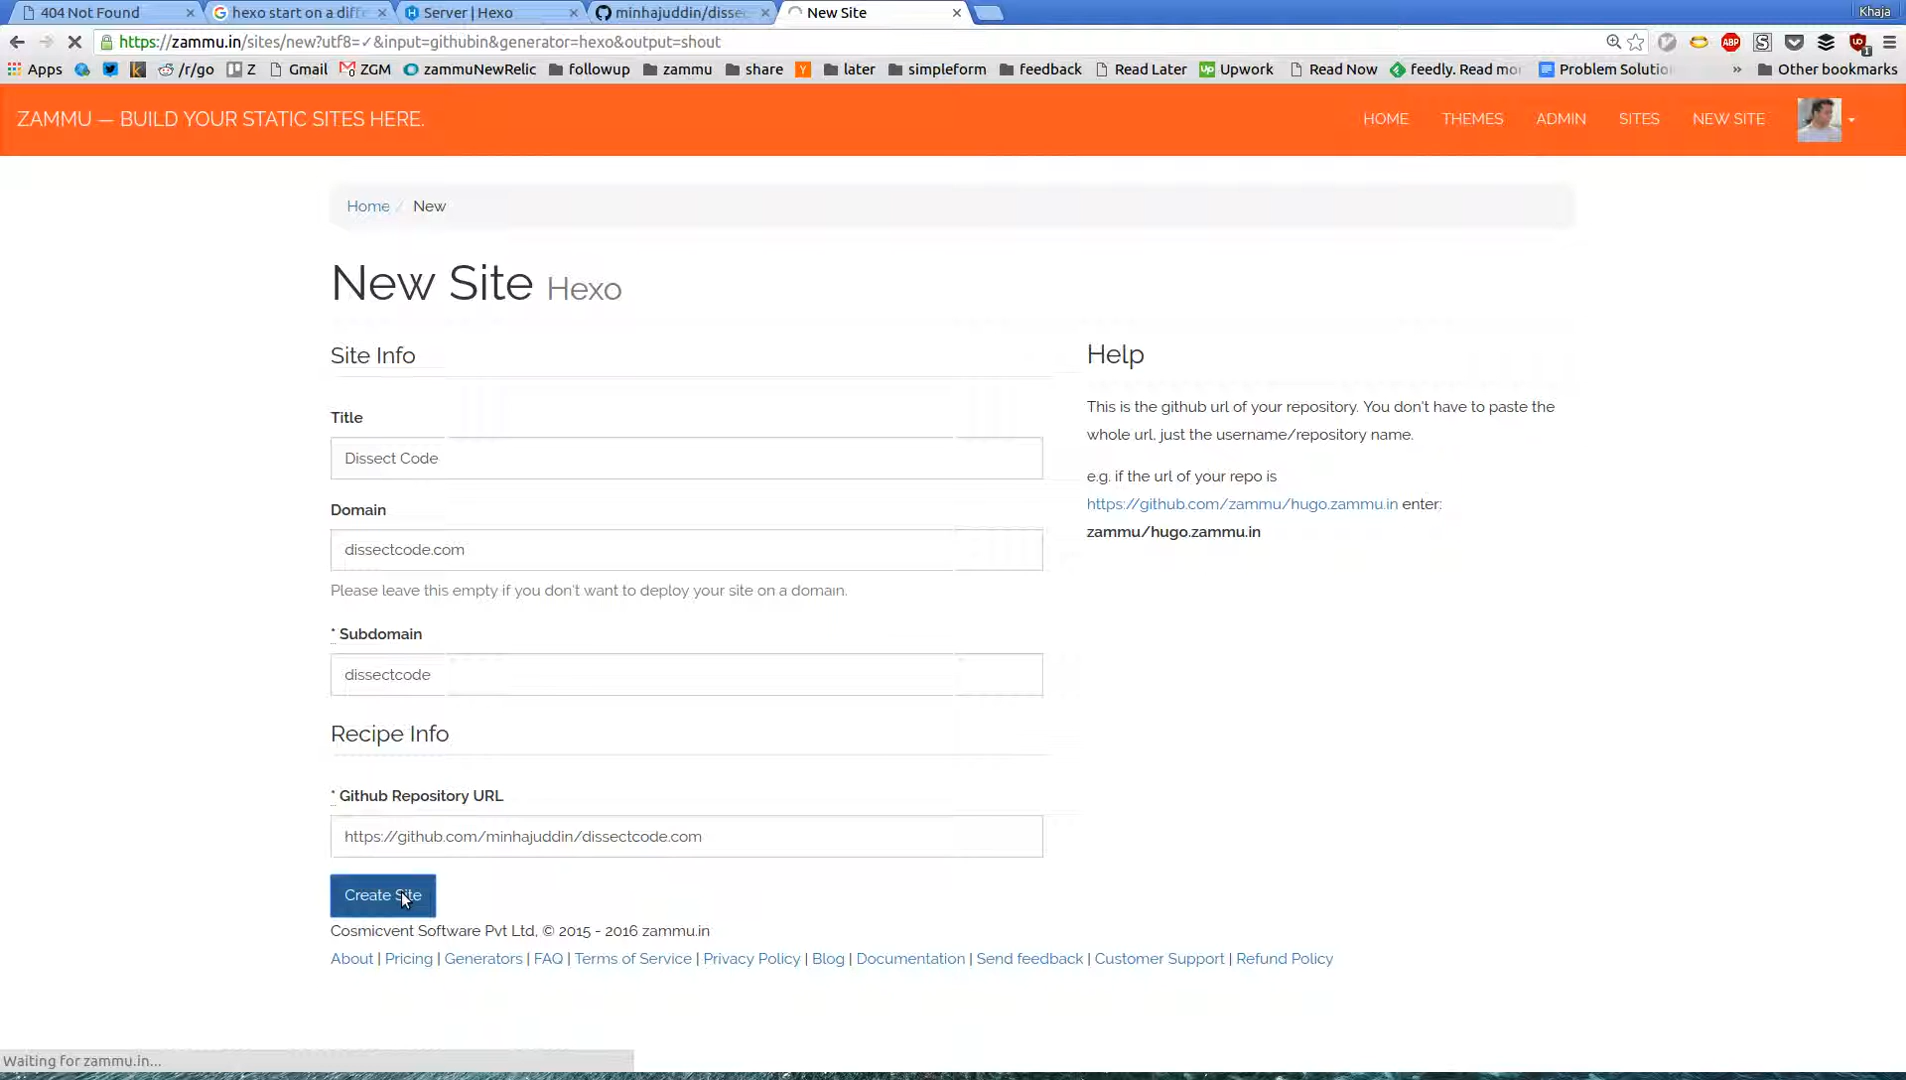 404 Not Found
hexo start on a diffe
Server | Hexo
minhajuddin/dissec
New Site
Khaja
https://zammu.in/sites/new?utf8=✓&input=githubin&generator=hexo&output=shout
Apps /r/go Z Gmail ZGM zammuNewRelic followup zammu share later simpleform feedback Read Later Upwork Read Now feedly. Read mor Problem Solutio » Other bookmarks
ZAMMU — BUILD YOUR STATIC SITES HERE.
HOME THEMES ADMIN SITES NEW SITE
Home / New
New Site Hexo
Site Info
Title
Dissect Code
Domain
dissectcode.com
Please leave this empty if you don't want to deploy your site on a domain.
* Subdomain
dissectcode
Recipe Info
* Github Repository URL
https://github.com/minhajuddin/dissectcode.com
Create Site
Help
This is the github url of your repository. You don't have to paste the
whole url, just the username/repository name.
e.g. if the url of your repo is
https://github.com/zammu/hugo.zammu.in enter:
zammu/hugo.zammu.in
Cosmicvent Software Pvt Ltd, © 2015 - 2016 zammu.in
About | Pricing | Generators | FAQ | Terms of Service | Privacy Policy | Blog | Documentation | Send feedback | Customer Support | Refund Policy
Waiting for zammu.in...